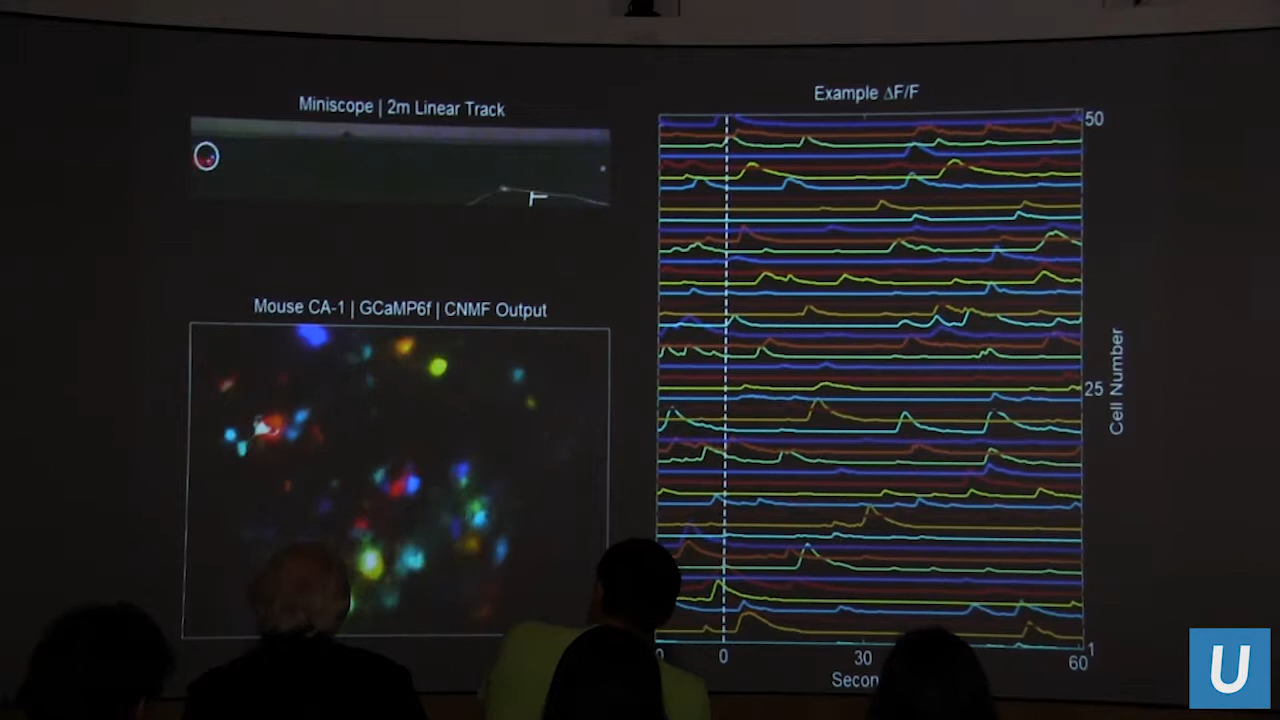 Miniscope | 2m Linear Track
Mouse CA-1 | GCaMP6f | CNMF Output
Example ΔF/F
50
25
1
Cell Number
0
30
60
U